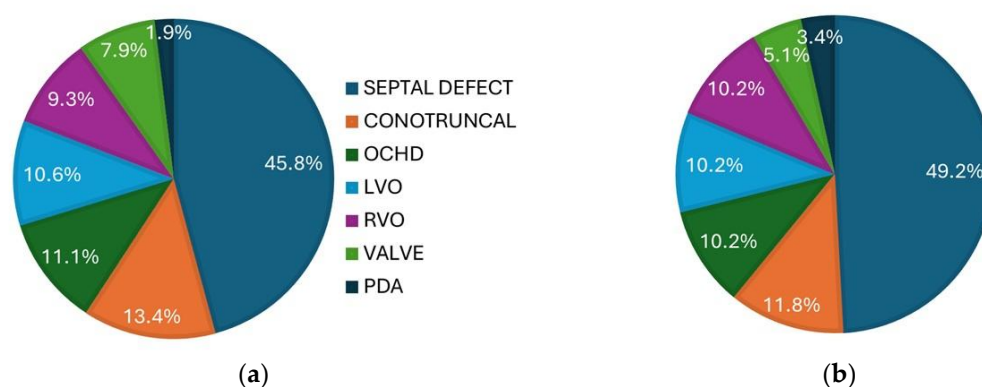 1.9%
7.9%
9.3%
10.6%
11.1%
13.4%
45.8%
SEPTAL DEFECT
CONOTRUNCAL
OCHD
LVO
RVO
VALVE
PDA
3.4%
5.1%
10.2%
10.2%
10.2%
11.8%
49.2%
(a)
(b)